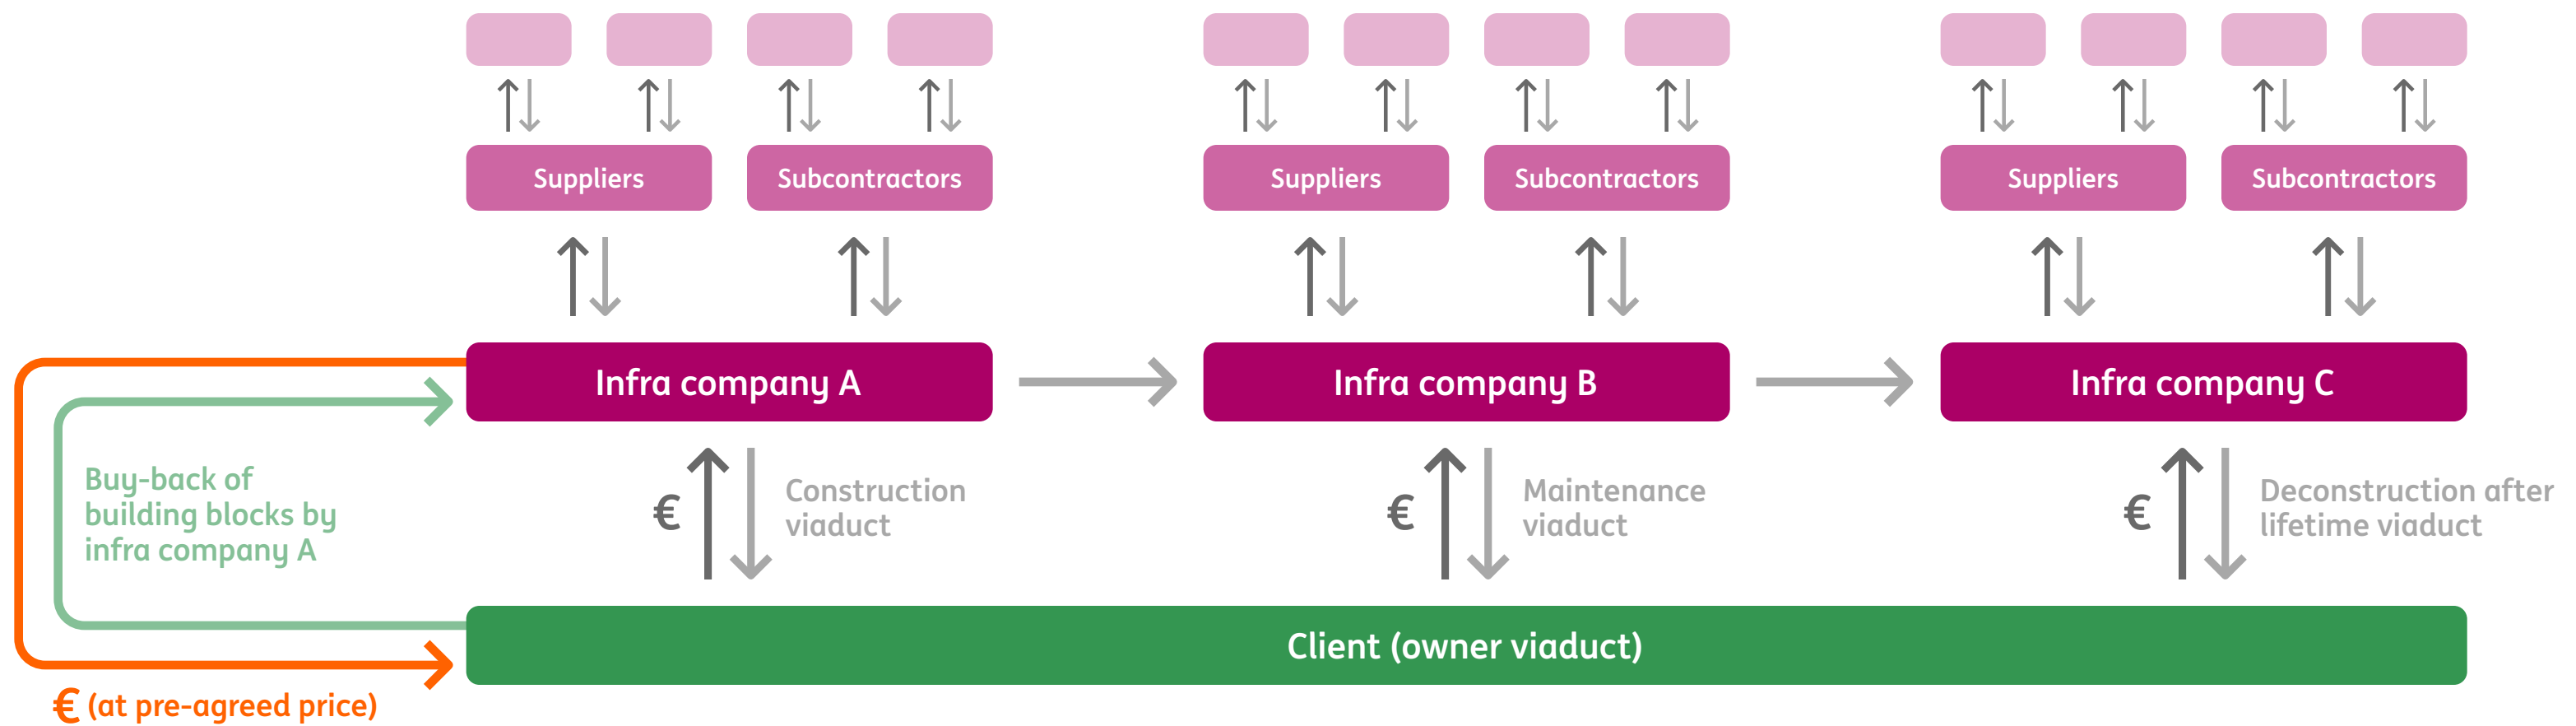 Suppliers
Subcontractors
Suppliers
Subcontractors
Suppliers
Subcontractors
Infra company A
Infra company B
Infra company C
Buy-back of
building blocks by
infra company A
€
Construction
viaduct
€
Maintenance
viaduct
€
Deconstruction after
lifetime viaduct
Client (owner viaduct)
€ (at pre-agreed price)